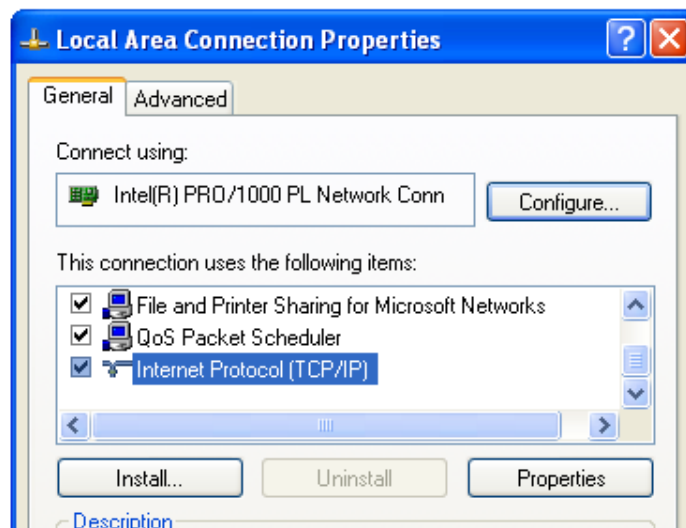 Local Area Connection Properties
General Advanced
Connect using:
Intel(R) PRO/1000 PL Network Conn Configure...
This connection uses the following items:
File and Printer Sharing for Microsoft Networks
QoS Packet Scheduler
Internet Protocol (TCP/IP)
Install... Uninstall Properties
Description